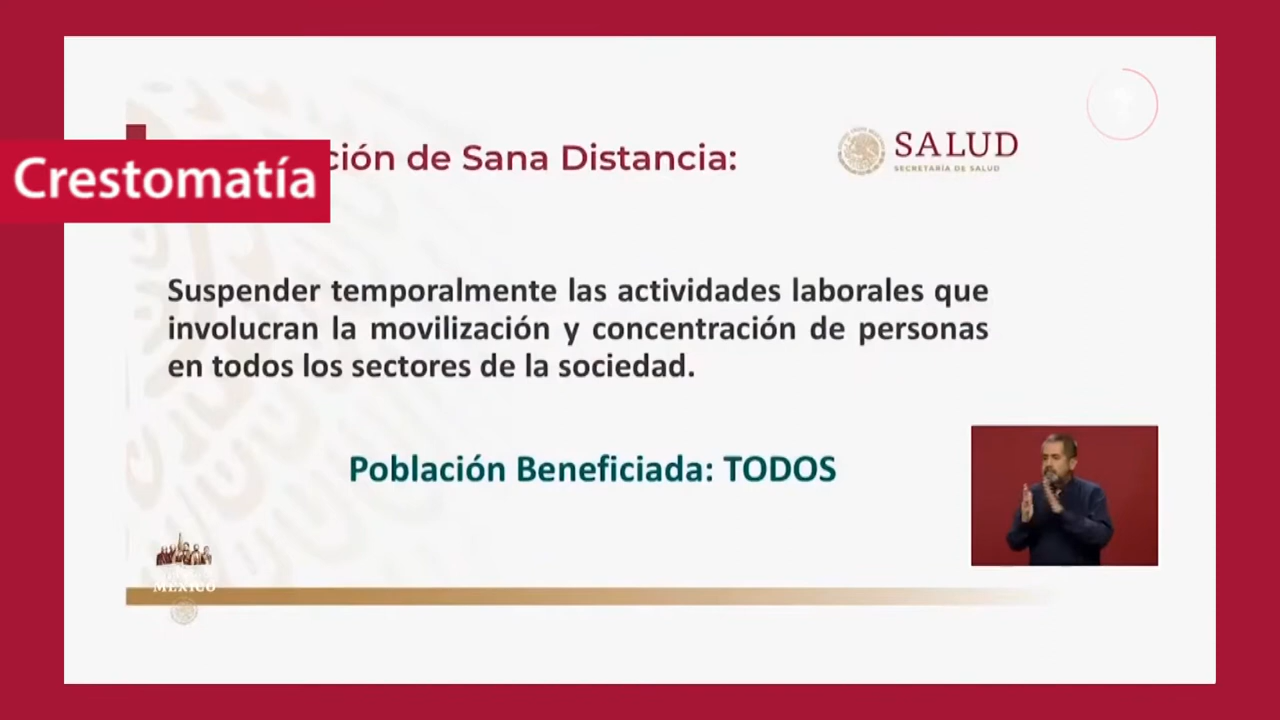 Crestomatía
ción de Sana Distancia:
SALUD
SECRETARÍA DE SALUD
Suspender temporalmente las actividades laborales que
involucran la movilización y concentración de personas
en todos los sectores de la sociedad.
Población Beneficiada: TODOS
MÉXICO